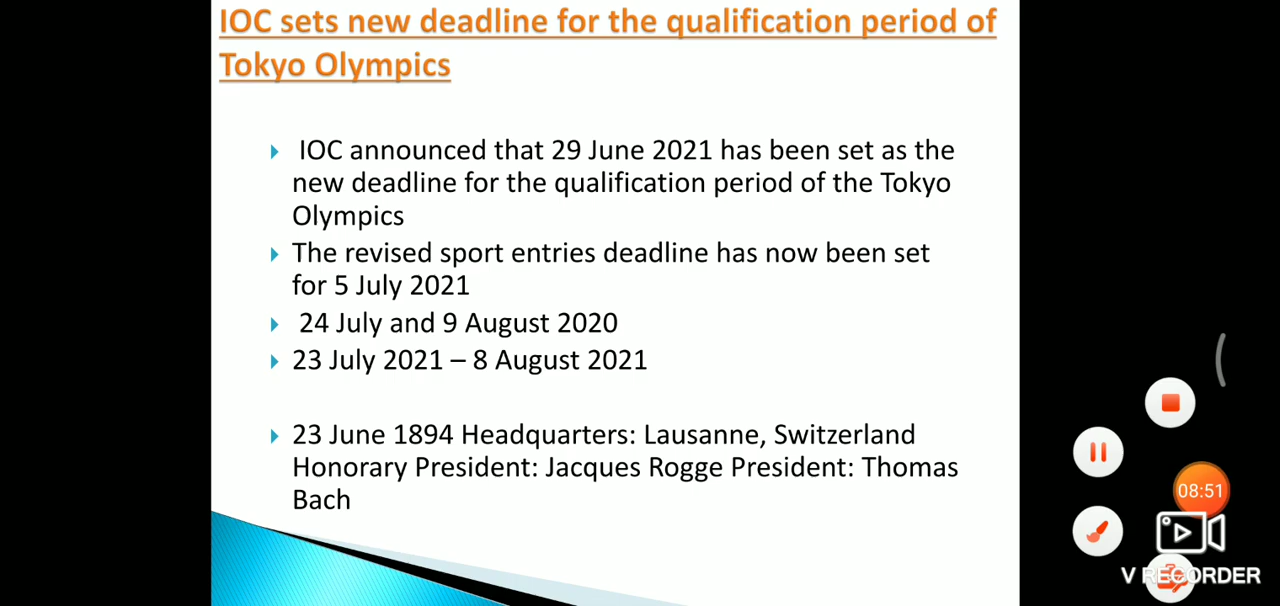 IOC sets new deadline for the qualification period of
Tokyo Olympics
IOC announced that 29 June 2021 has been set as the
new deadline for the qualification period of the Tokyo
Olympics
The revised sport entries deadline has now been set
for 5 July 2021
24 July and 9 August 2020
23 July 2021 – 8 August 2021
23 June 1894 Headquarters: Lausanne, Switzerland
Honorary President: Jacques Rogge President: Thomas
Bach
08:51
V RECORDER